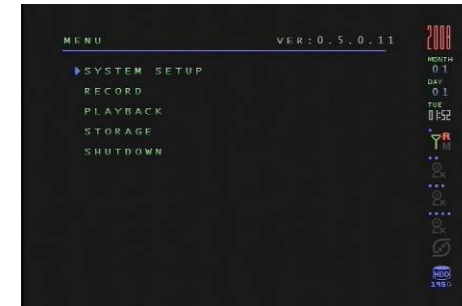 MENU VER:0.5.0.11
SYSTEM SETUP
RECORD
PLAYBACK
STORAGE
SHUTDOWN
2008
MONTH
01
DAY
01
TUE
01:52
R
M
HDD
195G